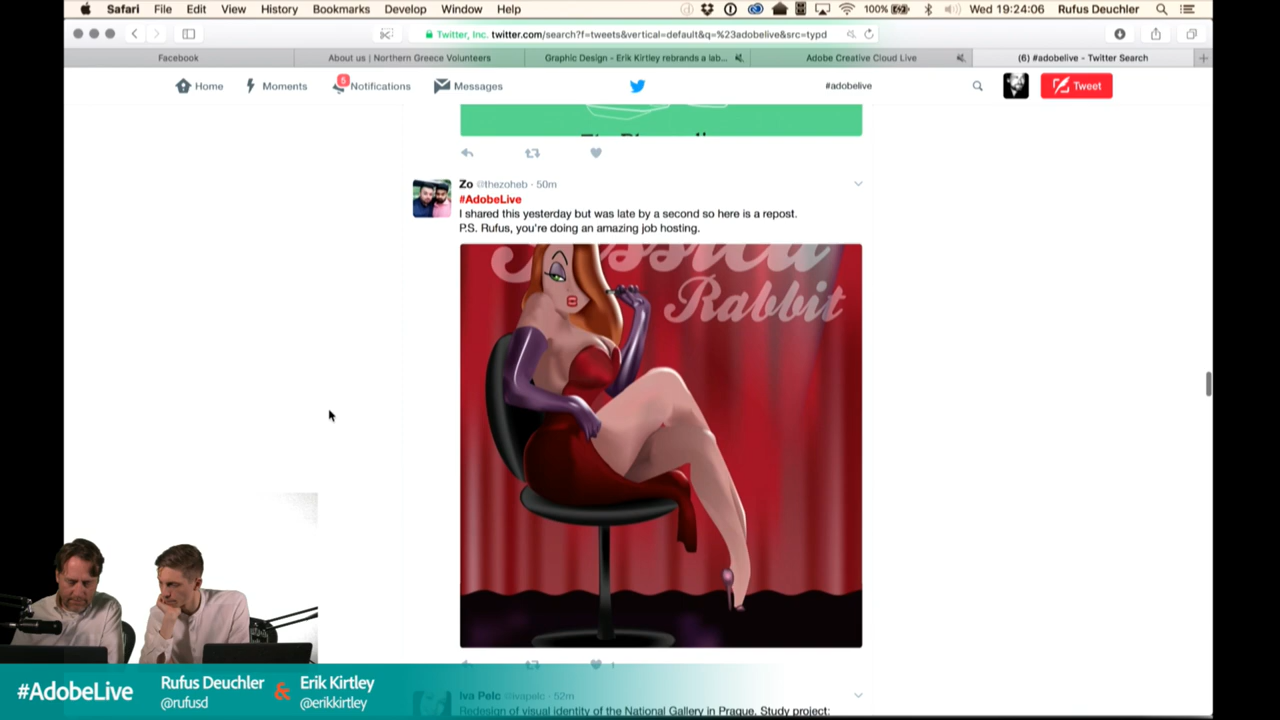 Safari File Edit View History Bookmarks Develop Window Help 100% Wed 19:24:06 Rufus Deuchler
Twitter, Inc. twitter.com/search?f=tweets&vertical=default&q=%23adobelive&src=typd
Facebook About us | Northern Greece Volunteers Graphic Design - Erik Kirtley rebrands a lab... Adobe Creative Cloud Live (6) #adobelive - Twitter Search
Home Moments 5 Notifications Messages #adobelive Tweet
Zo @thezoheb · 50m
#AdobeLive
I shared this yesterday but was late by a second so here is a repost.
P.S. Rufus, you're doing an amazing job hosting.
Jessica
Rabbit
1
Iva Pelc @ivapelc · 52m
Redesign of visual identity of the National Gallery in Prague. Study project:
#AdobeLive
Rufus Deuchler
@rufusd
&
Erik Kirtley
@erikkirtley